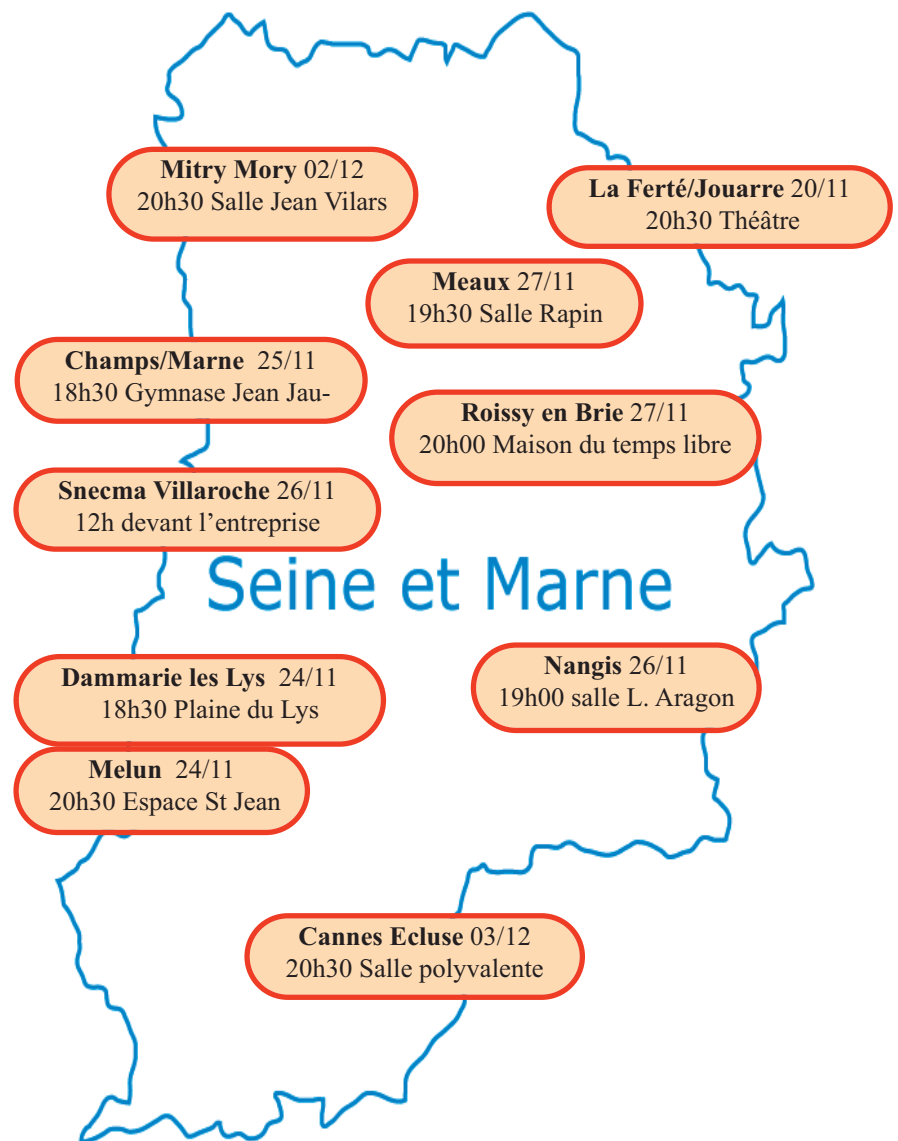 Mitry Mory 02/12
20h30 Salle Jean Vilars
La Ferté/Jouarre 20/11
20h30 Théâtre
Meaux 27/11
19h30 Salle Rapin
Champs/Marne 25/11
18h30 Gymnase Jean Jau-
Roissy en Brie 27/11
20h00 Maison du temps libre
Snecma Villaroche 26/11
12h devant l’entreprise
Seine et Marne
Dammarie les Lys 24/11
18h30 Plaine du Lys
Nangis 26/11
19h00 salle L. Aragon
Melun 24/11
20h30 Espace St Jean
Cannes Ecluse 03/12
20h30 Salle polyvalente